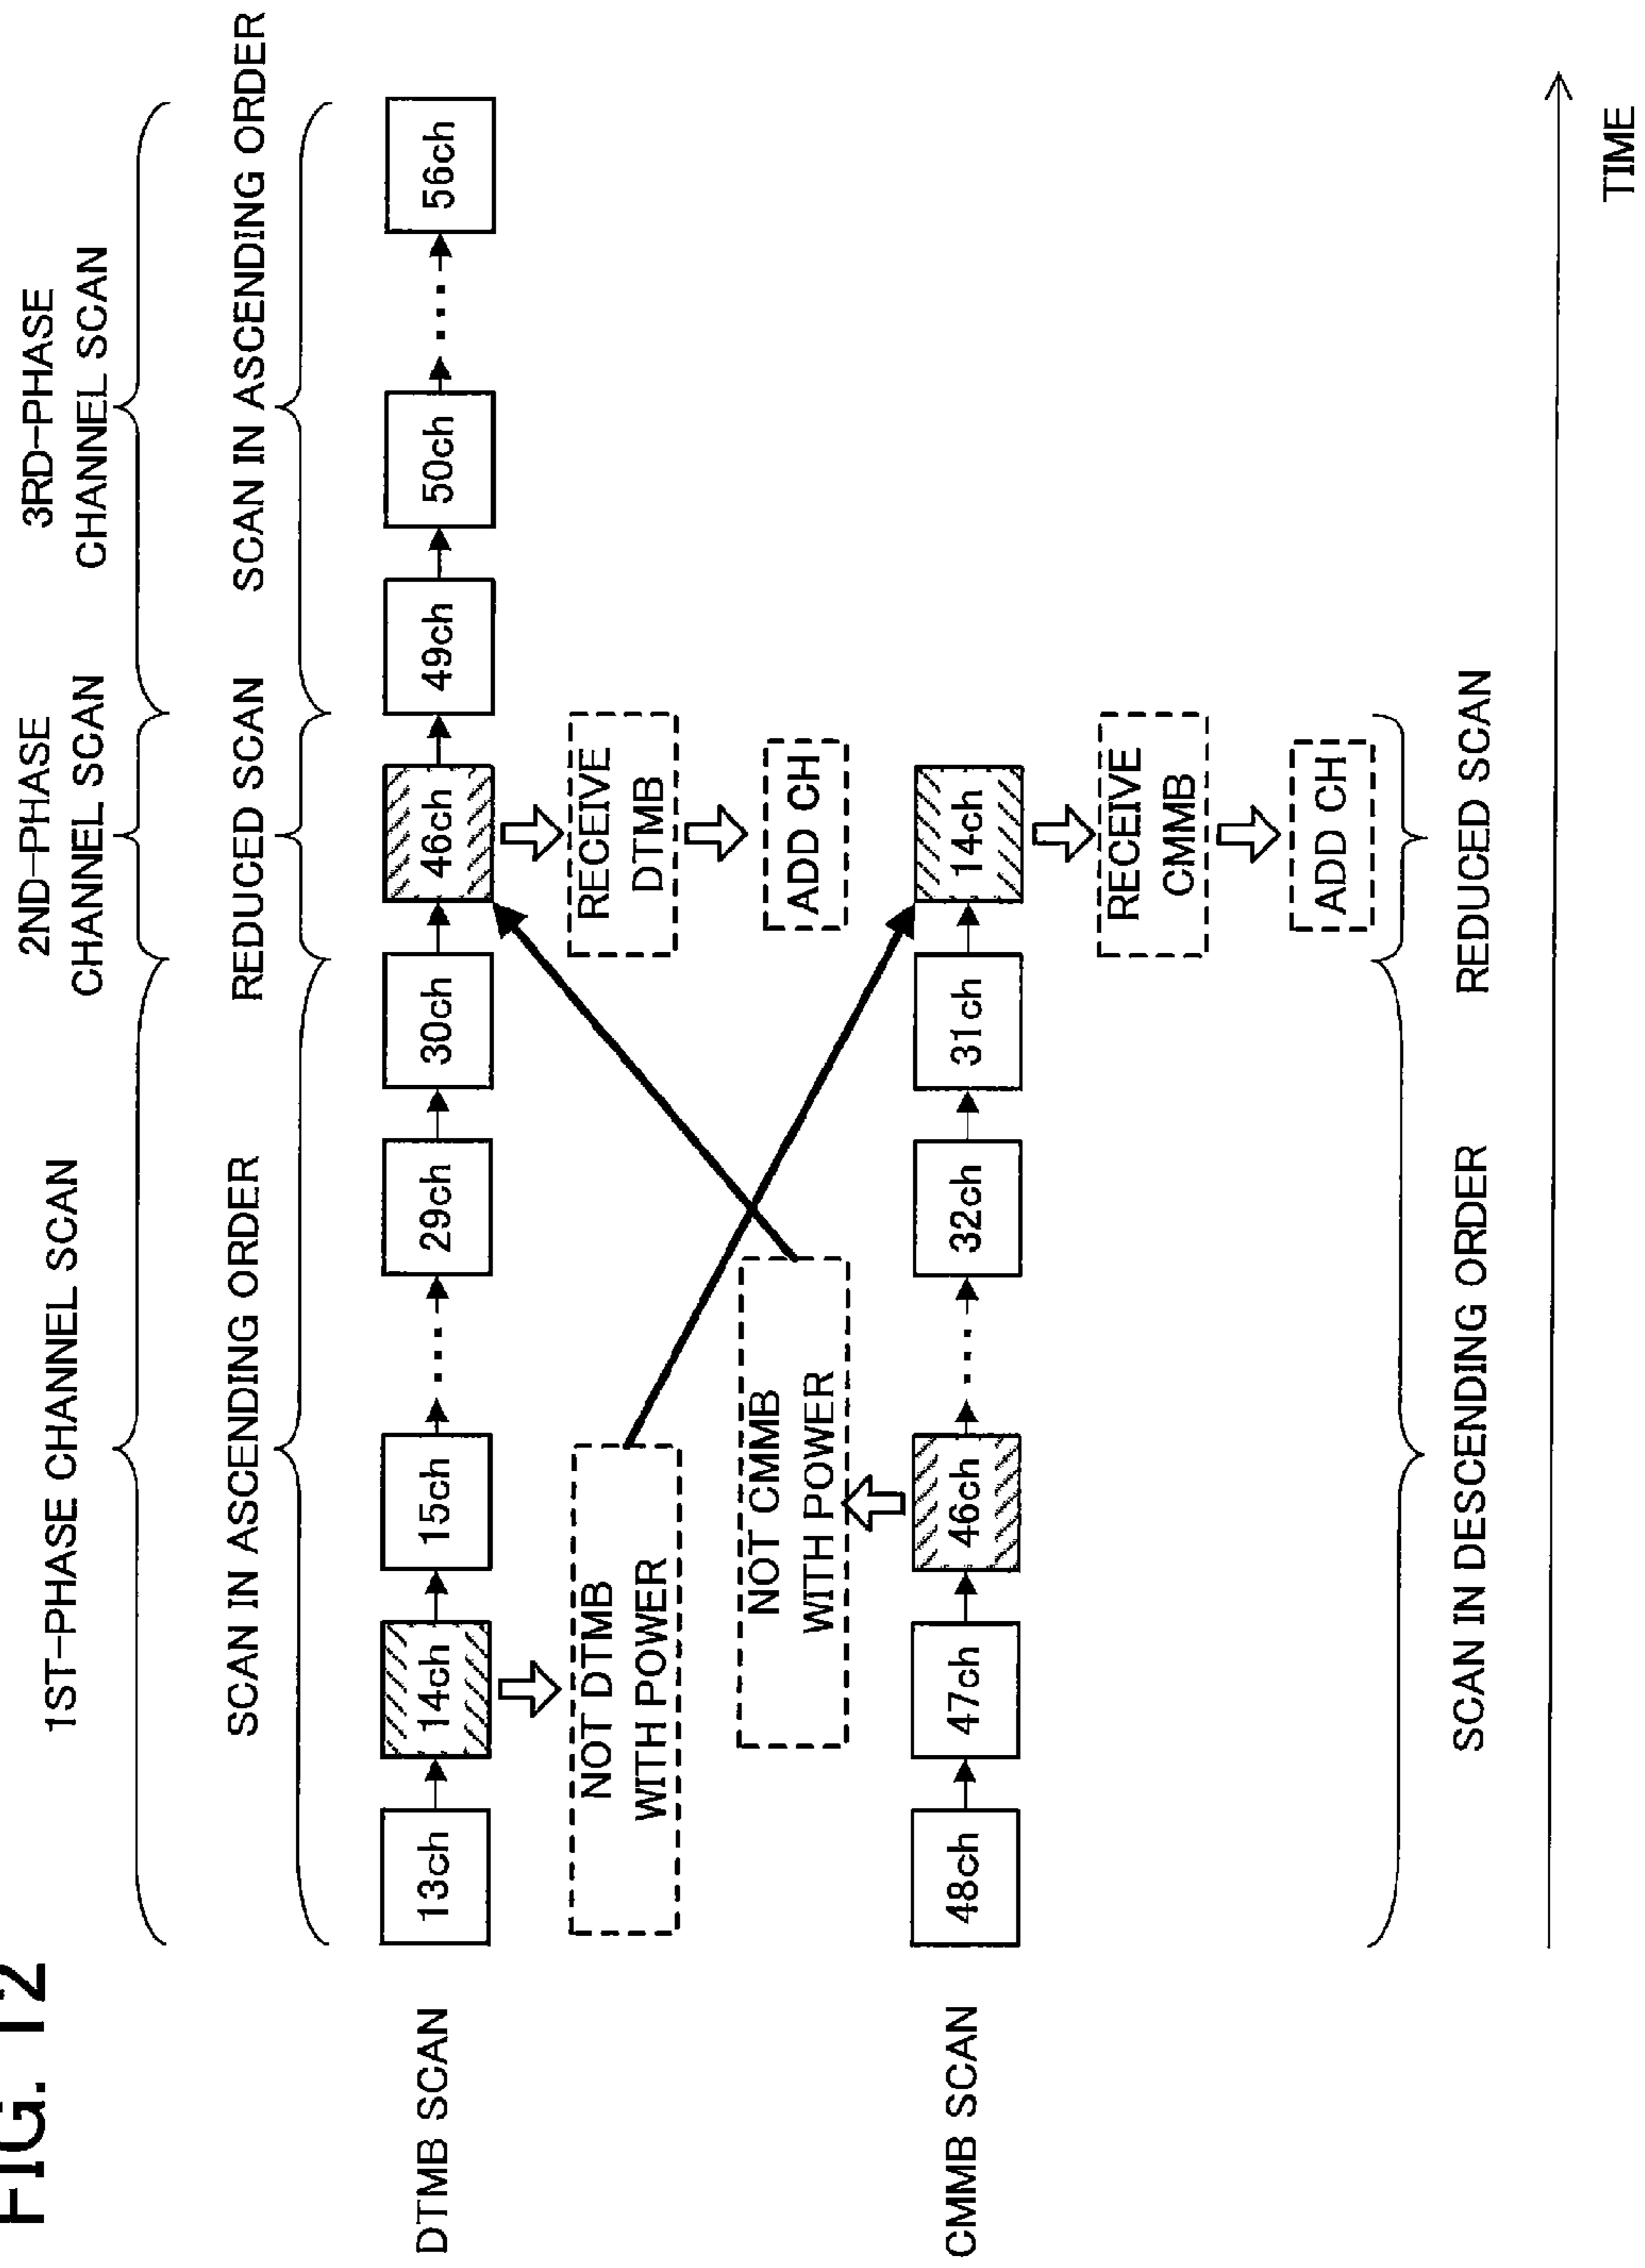 FIG. 12
1ST-PHASE CHANNEL SCAN
2ND-PHASE
CHANNEL SCAN
3RD-PHASE
CHANNEL SCAN
SCAN IN ASCENDING ORDER
REDUCED SCAN
SCAN IN ASCENDING ORDER
DTMB SCAN
13ch
14ch
15ch
...
29ch
30ch
46ch
49ch
50ch
...
56ch
NOT DTMB
WITH POWER
RECEIVE
DTMB
ADD CH
NOT CMMB
WITH POWER
CMMB SCAN
48ch
47ch
46ch
...
32ch
31ch
14ch
RECEIVE
CMMB
ADD CH
SCAN IN DESCENDING ORDER
REDUCED SCAN
TIME